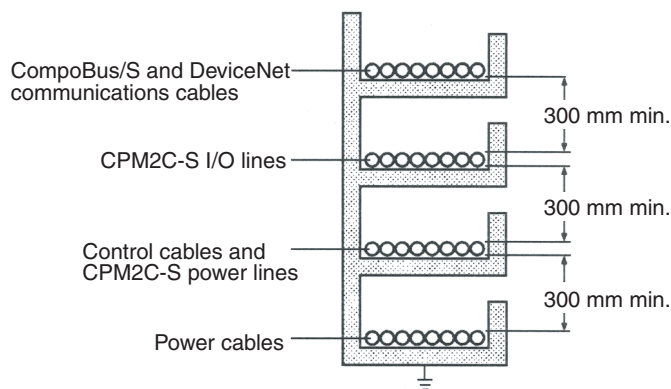 CompoBus/S and DeviceNet
communications cables
300 mm min.
CPM2C-S I/O lines
300 mm min.
Control cables and
CPM2C-S power lines
300 mm min.
Power cables